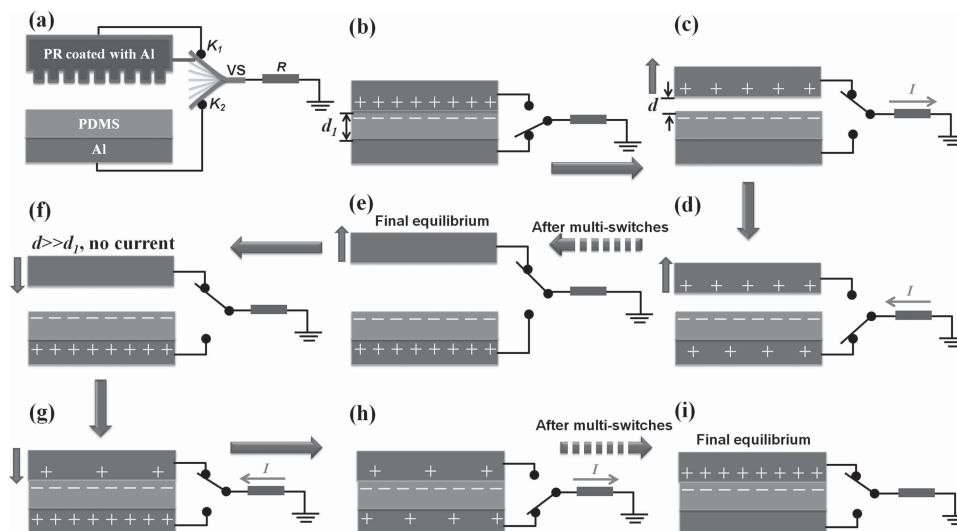 (a)
PR coated with Al
K1
VS
R
K2
PDMS
Al
(b)
+ + + + + + + +
d1
(c)
+ + + +
d
I
(d)
+ + + +
I
+ + + +
(e)
Final equilibrium
After multi-switches
+ + + + + + + +
(f)
d>>d1, no current
+ + + + + + + +
(g)
+ + +
I
+ + + + + + + +
(h)
+ + +
I
+ + + +
After multi-switches
(i)
Final equilibrium
+ + + + + + + +